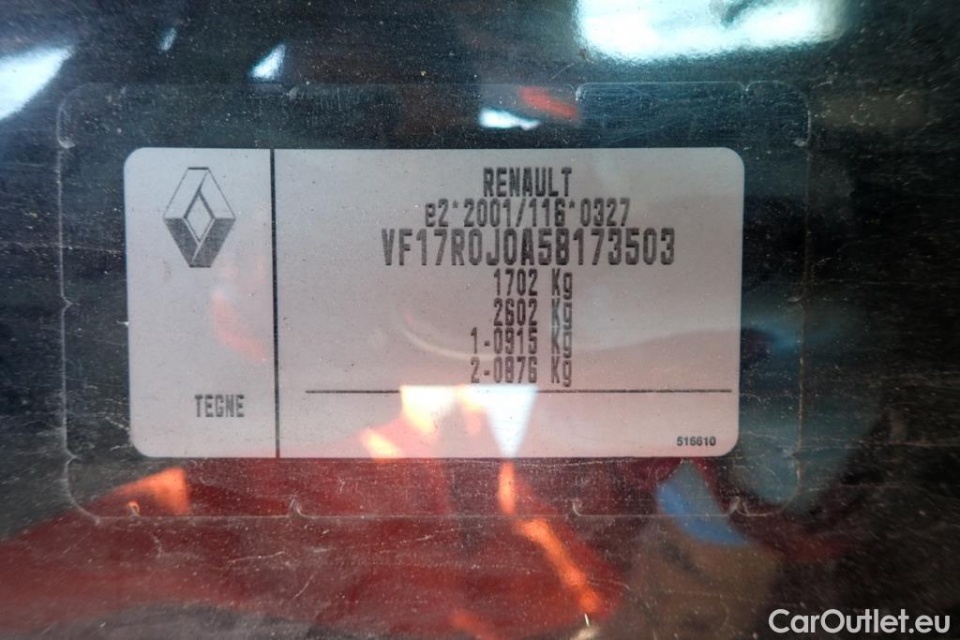 RENAULT
e2*2001/116*0327
VF17R0J0A58173503
1702 Kg
2602 Kg
1-0915 Kg
2-0876 Kg
TEGNE
516610
CarOutlet.eu